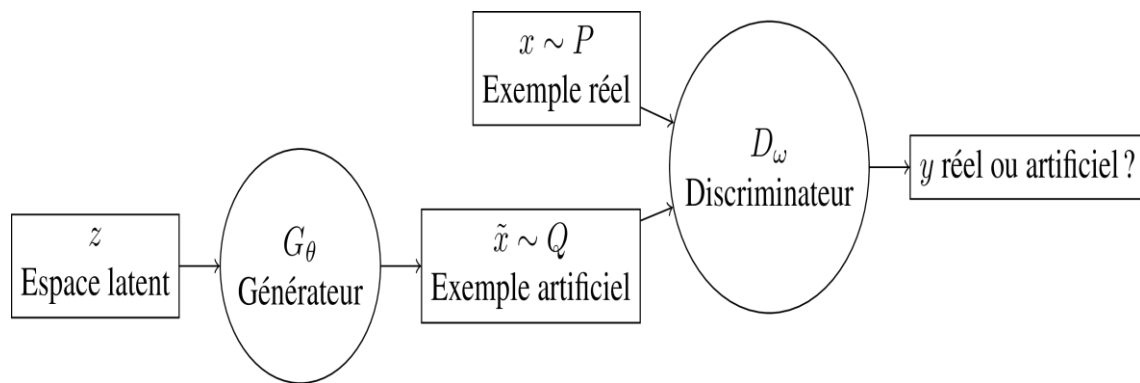 z
Espace latent
G_θ
Générateur
x ∼ P
Exemple réel
x̃ ∼ Q
Exemple artificiel
D_ω
Discriminateur
y réel ou artificiel ?